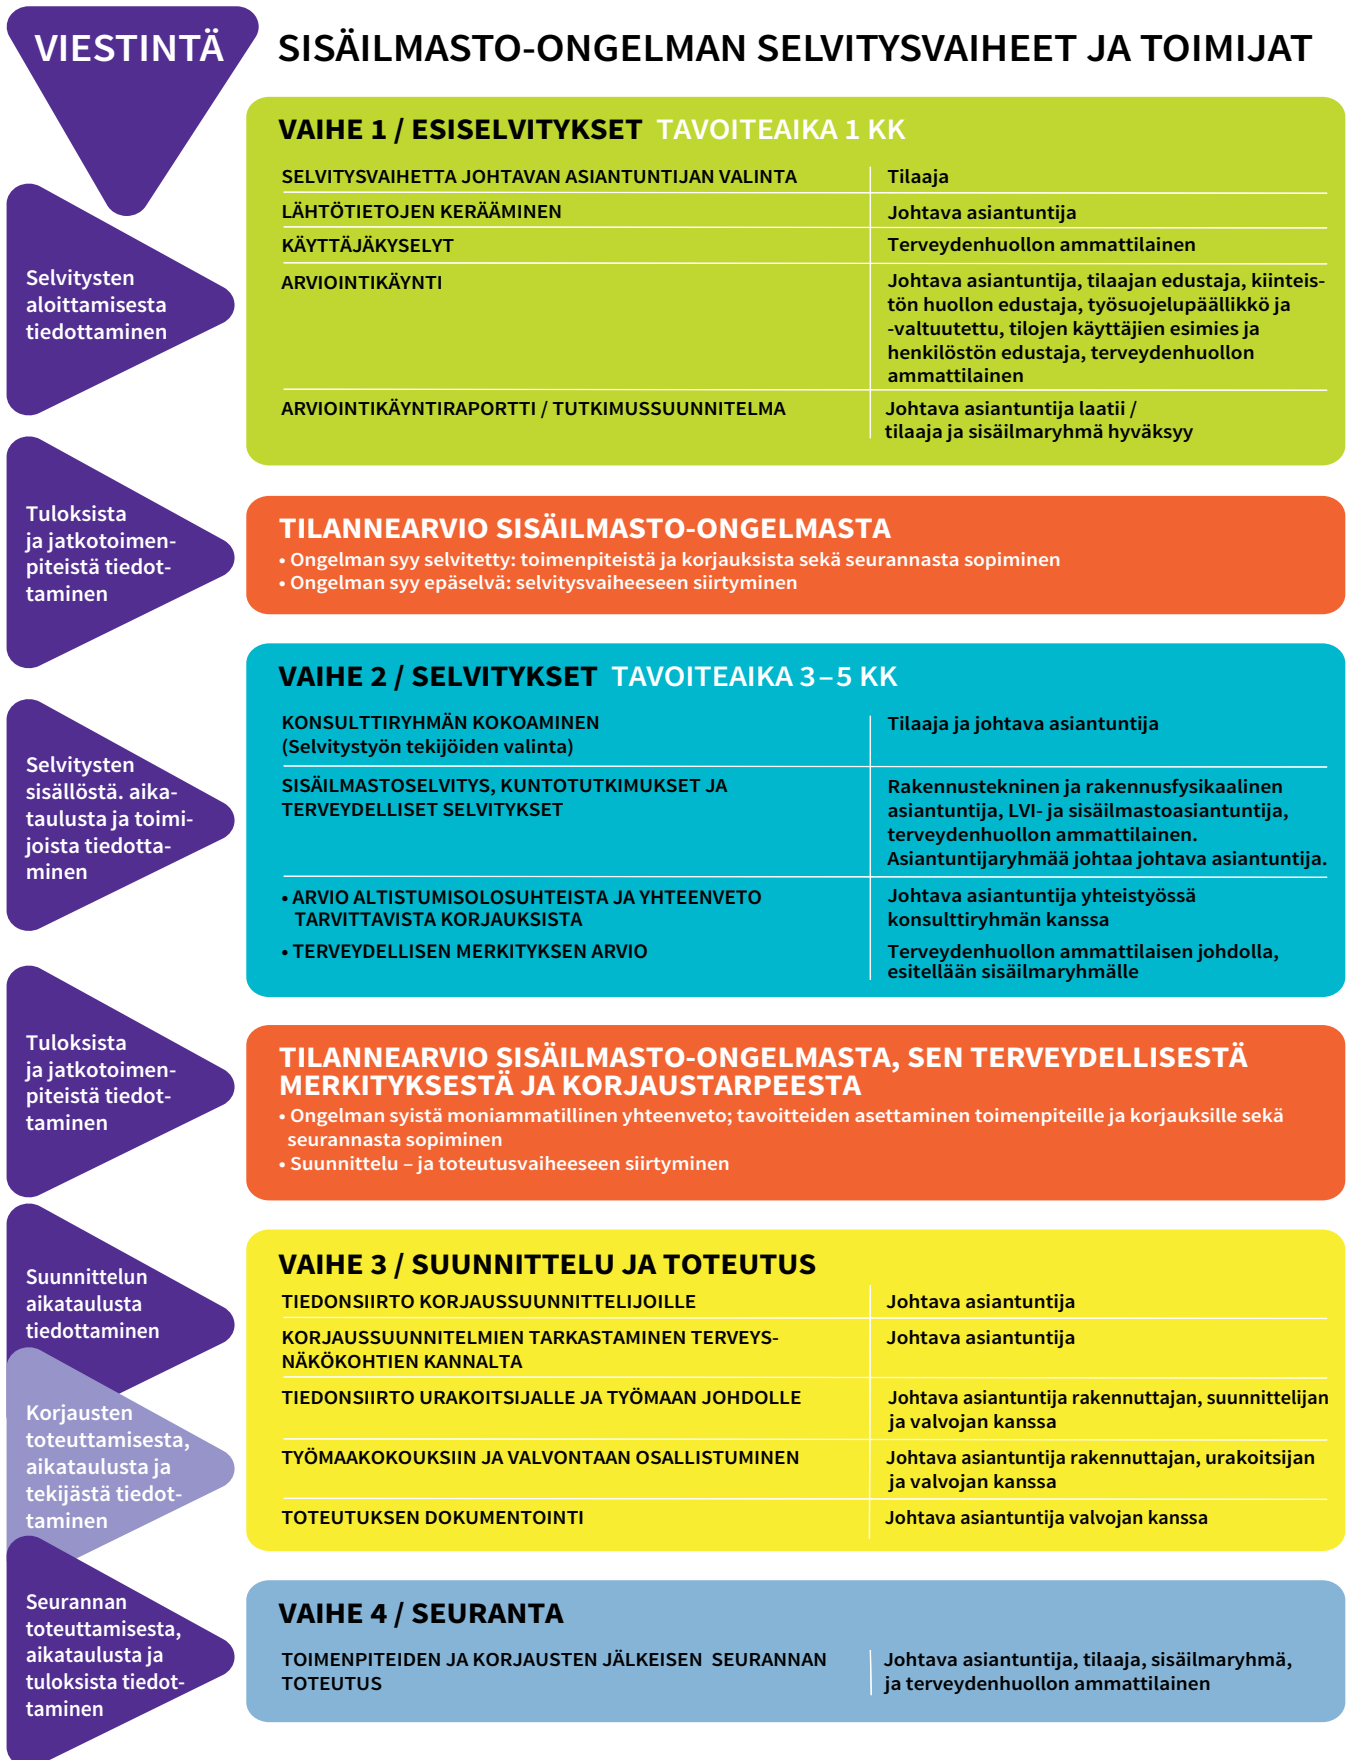 VIESTINTÄ
SISÄILMASTO-ONGELMAN SELVITYSVAIHEET JA TOIMIJAT
Selvitysten
aloittamisesta
tiedottaminen
VAIHE 1 / ESISELVITYKSET TAVOITEAIKA 1 KK
SELVITYSVAIHETTA JOHTAVAN ASIANTUNTIJAN VALINTA
Tilaaja
LÄHTÖTIETOJEN KERÄÄMINEN
Johtava asiantuntija
KÄYTTÄJÄKYSELYT
Terveydenhuollon ammattilainen
ARVIOINTIKÄYNTI
Johtava asiantuntija, tilaajan edustaja, kiinteis-
tön huollon edustaja, työsuojelupäällikkö ja
-valtuutettu, tilojen käyttäjien esimies ja
henkilöstön edustaja, terveydenhuollon
ammattilainen
ARVIOINTIKÄYNTIRAPORTTI / TUTKIMUSSUUNNITELMA
Johtava asiantuntija laatii /
tilaaja ja sisäilmaryhmä hyväksyy
Tuloksista
ja jatkotoimen-
piteistä tiedot-
taminen
TILANNEARVIO SISÄILMASTO-ONGELMASTA
• Ongelman syy selvitetty: toimenpiteistä ja korjauksista sekä seurannasta sopiminen
• Ongelman syy epäselvä: selvitysvaiheeseen siirtyminen
Selvitysten
sisällöstä. aika-
taulusta ja toimi-
joista tiedotta-
minen
VAIHE 2 / SELVITYKSET TAVOITEAIKA 3–5 KK
KONSULTTIRYHMÄN KOKOAMINEN
(Selvitystyön tekijöiden valinta)
Tilaaja ja johtava asiantuntija
SISÄILMASTOSELVITYS, KUNTOTUTKIMUKSET JA
TERVEYDELLISET SELVITYKSET
Rakennustekninen ja rakennusfysikaalinen
asiantuntija, LVI- ja sisäilmastoasiantuntija,
terveydenhuollon ammattilainen.
Asiantuntijaryhmää johtaa johtava asiantuntija.
• ARVIO ALTISTUMISOLOSUHTEISTA JA YHTEENVETO
TARVITTAVISTA KORJAUKSISTA
Johtava asiantuntija yhteistyössä
konsulttiryhmän kanssa
• TERVEYDELLISEN MERKITYKSEN ARVIO
Terveydenhuollon ammattilaisen johdolla,
esitellään sisäilmaryhmälle
Tuloksista
ja jatkotoimen-
piteistä tiedot-
taminen
TILANNEARVIO SISÄILMASTO-ONGELMASTA, SEN TERVEYDELLISESTÄ
MERKITYKSESTÄ JA KORJAUSTARPEESTA
• Ongelman syistä moniammatillinen yhteenveto; tavoitteiden asettaminen toimenpiteille ja korjauksille sekä
seurannasta sopiminen
• Suunnittelu – ja toteutusvaiheeseen siirtyminen
Suunnittelun
aikataulusta
tiedottaminen
Korjausten
toteuttamisesta,
aikataulusta ja
tekijästä tiedot-
taminen
VAIHE 3 / SUUNNITTELU JA TOTEUTUS
TIEDONSIIRTO KORJAUSSUUNNITTELIJOILLE
Johtava asiantuntija
KORJAUSSUUNNITELMIEN TARKASTAMINEN TERVEYS-
NÄKÖKOHTIEN KANNALTA
Johtava asiantuntija
TIEDONSIIRTO URAKOITSIJALLE JA TYÖMAAN JOHDOLLE
Johtava asiantuntija rakennuttajan, suunnittelijan
ja valvojan kanssa
TYÖMAAKOKOUKSIIN JA VALVONTAAN OSALLISTUMINEN
Johtava asiantuntija rakennuttajan, urakoitsijan
ja valvojan kanssa
TOTEUTUKSEN DOKUMENTOINTI
Johtava asiantuntija valvojan kanssa
Seurannan
toteuttamisesta,
aikataulusta ja
tuloksista tiedot-
taminen
VAIHE 4 / SEURANTA
TOIMENPITEIDEN JA KORJAUSTEN JÄLKEISEN SEURANNAN
TOTEUTUS
Johtava asiantuntija, tilaaja, sisäilmaryhmä,
ja terveydenhuollon ammattilainen